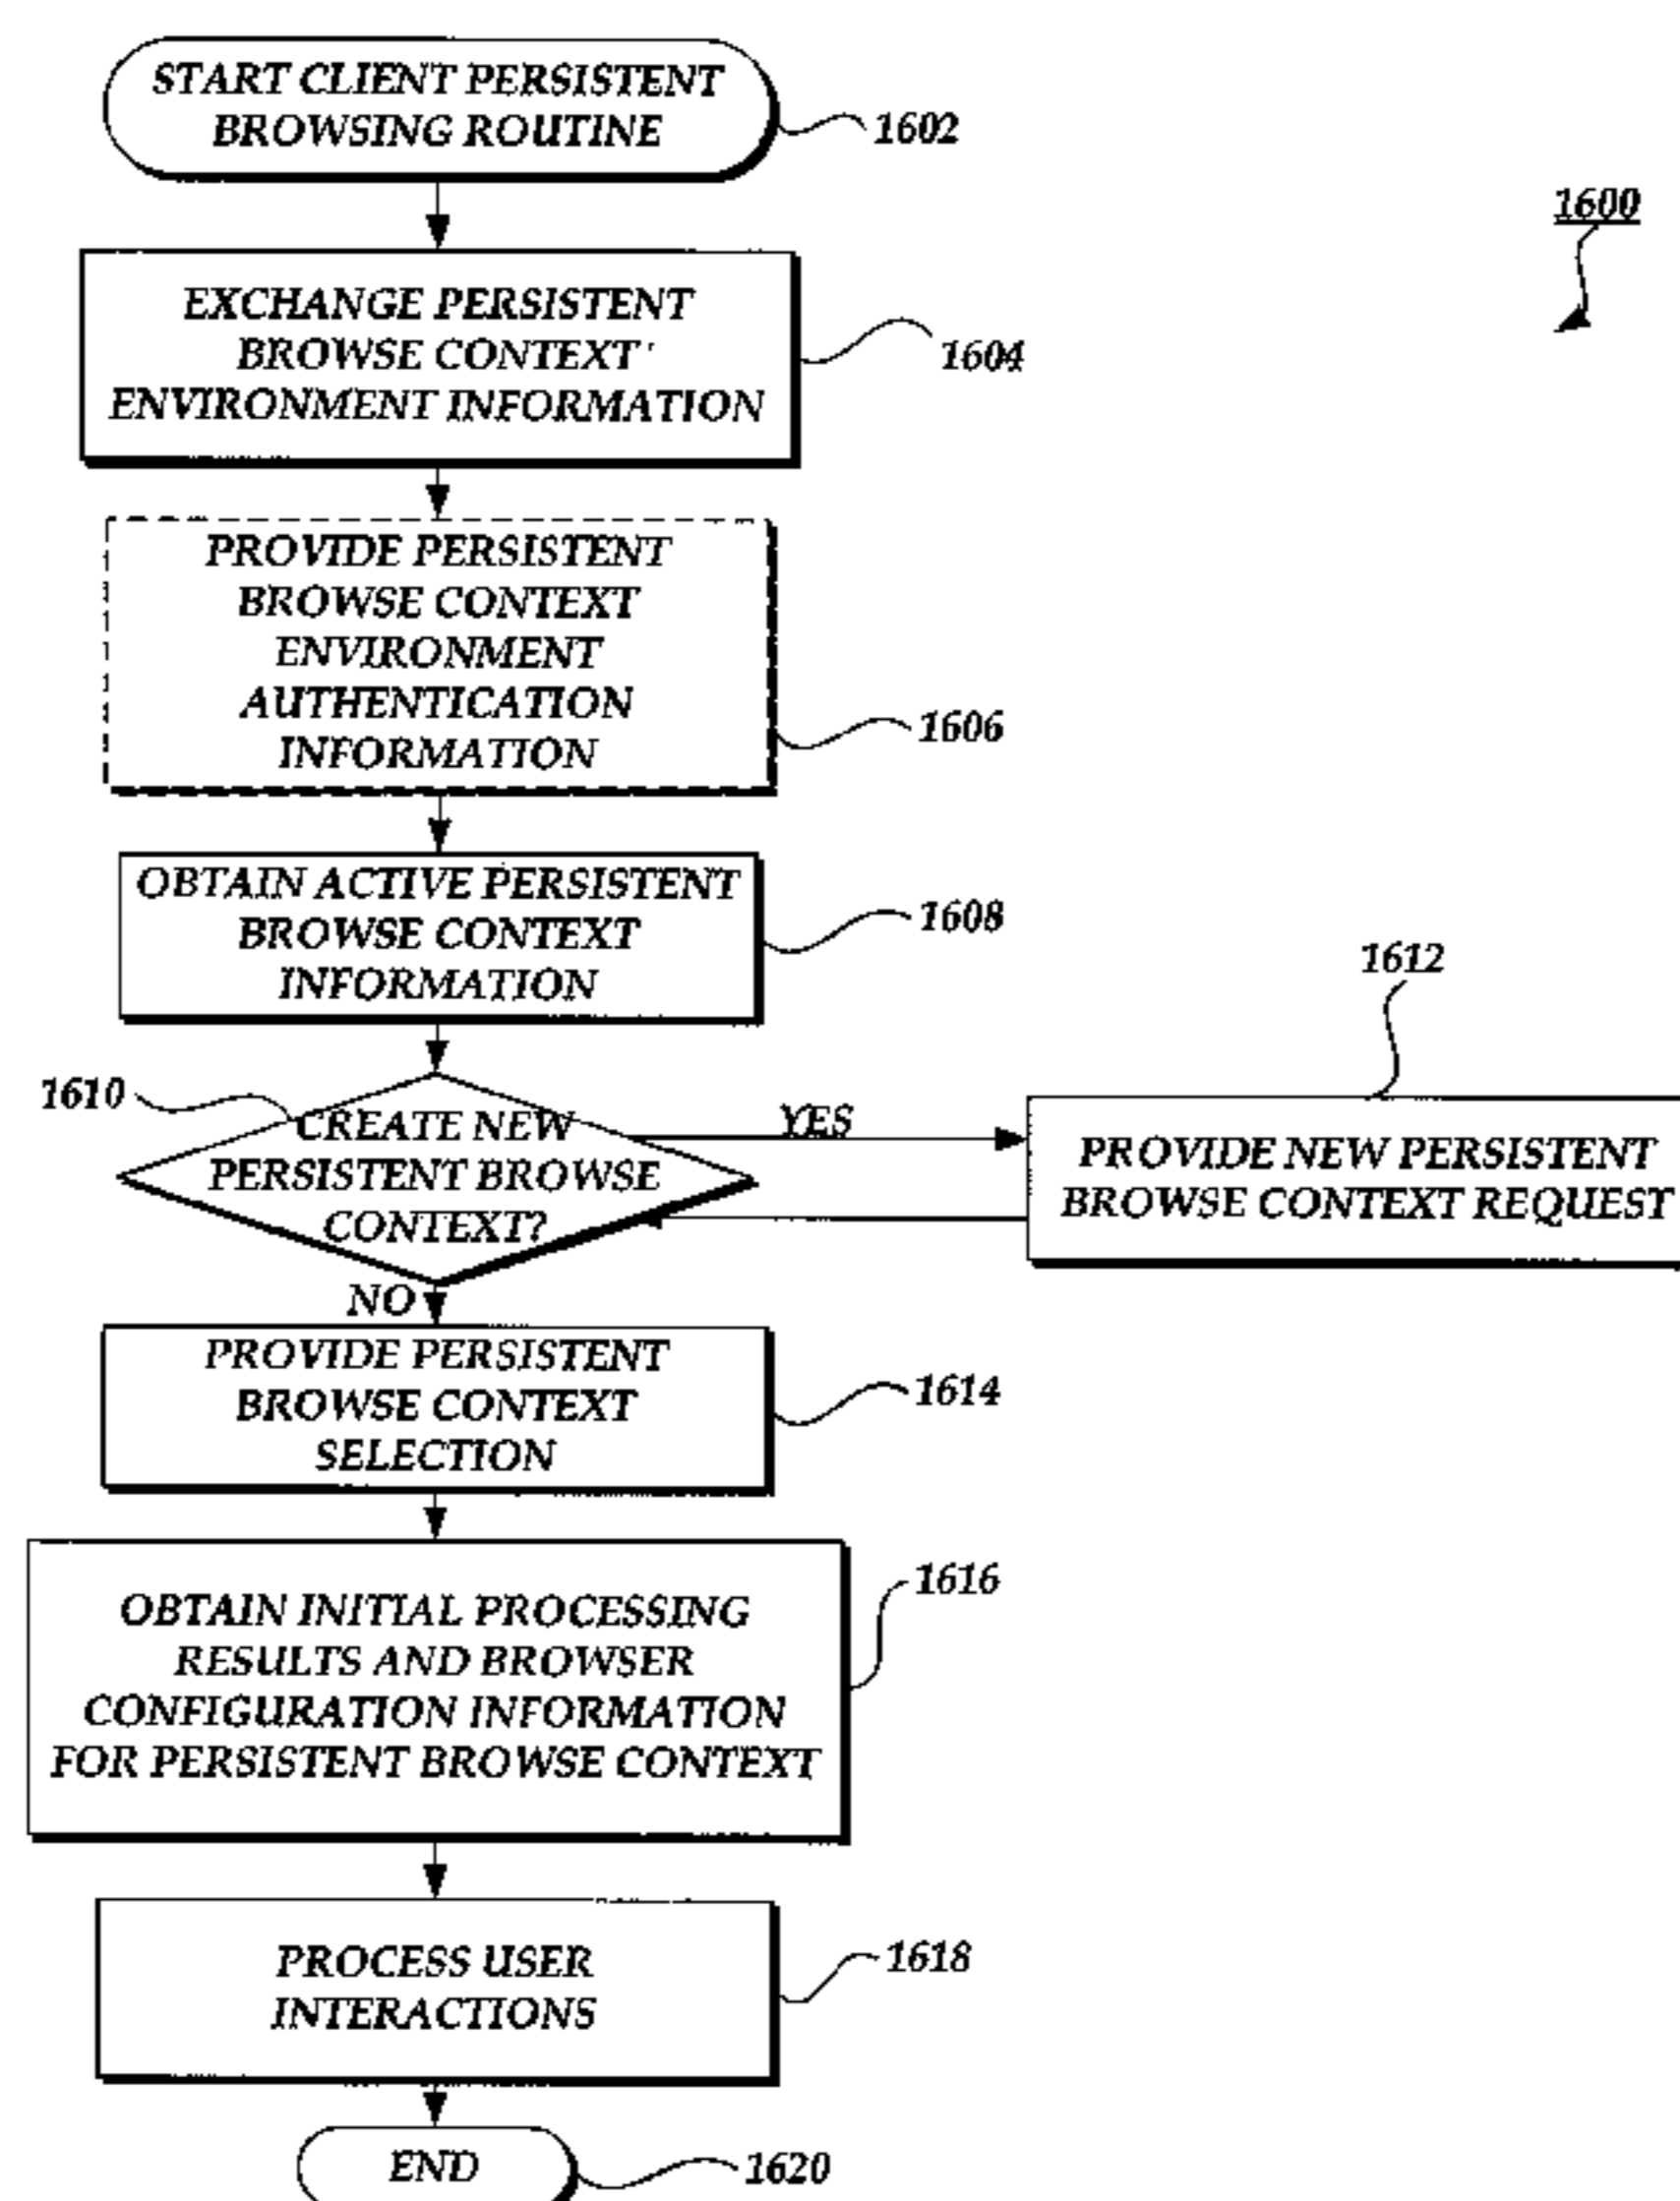 START CLIENT PERSISTENT
BROWSING ROUTINE
1602
1600
EXCHANGE PERSISTENT
BROWSE CONTEXT
ENVIRONMENT INFORMATION
1604
PROVIDE PERSISTENT
BROWSE CONTEXT
ENVIRONMENT
AUTHENTICATION
INFORMATION
1606
OBTAIN ACTIVE PERSISTENT
BROWSE CONTEXT
INFORMATION
1608
1610
CREATE NEW
PERSISTENT BROWSE
CONTEXT?
YES
1612
PROVIDE NEW PERSISTENT
BROWSE CONTEXT REQUEST
NO
PROVIDE PERSISTENT
BROWSE CONTEXT
SELECTION
1614
OBTAIN INITIAL PROCESSING
RESULTS AND BROWSER
CONFIGURATION INFORMATION
FOR PERSISTENT BROWSE CONTEXT
1616
PROCESS USER
INTERACTIONS
1618
END
1620